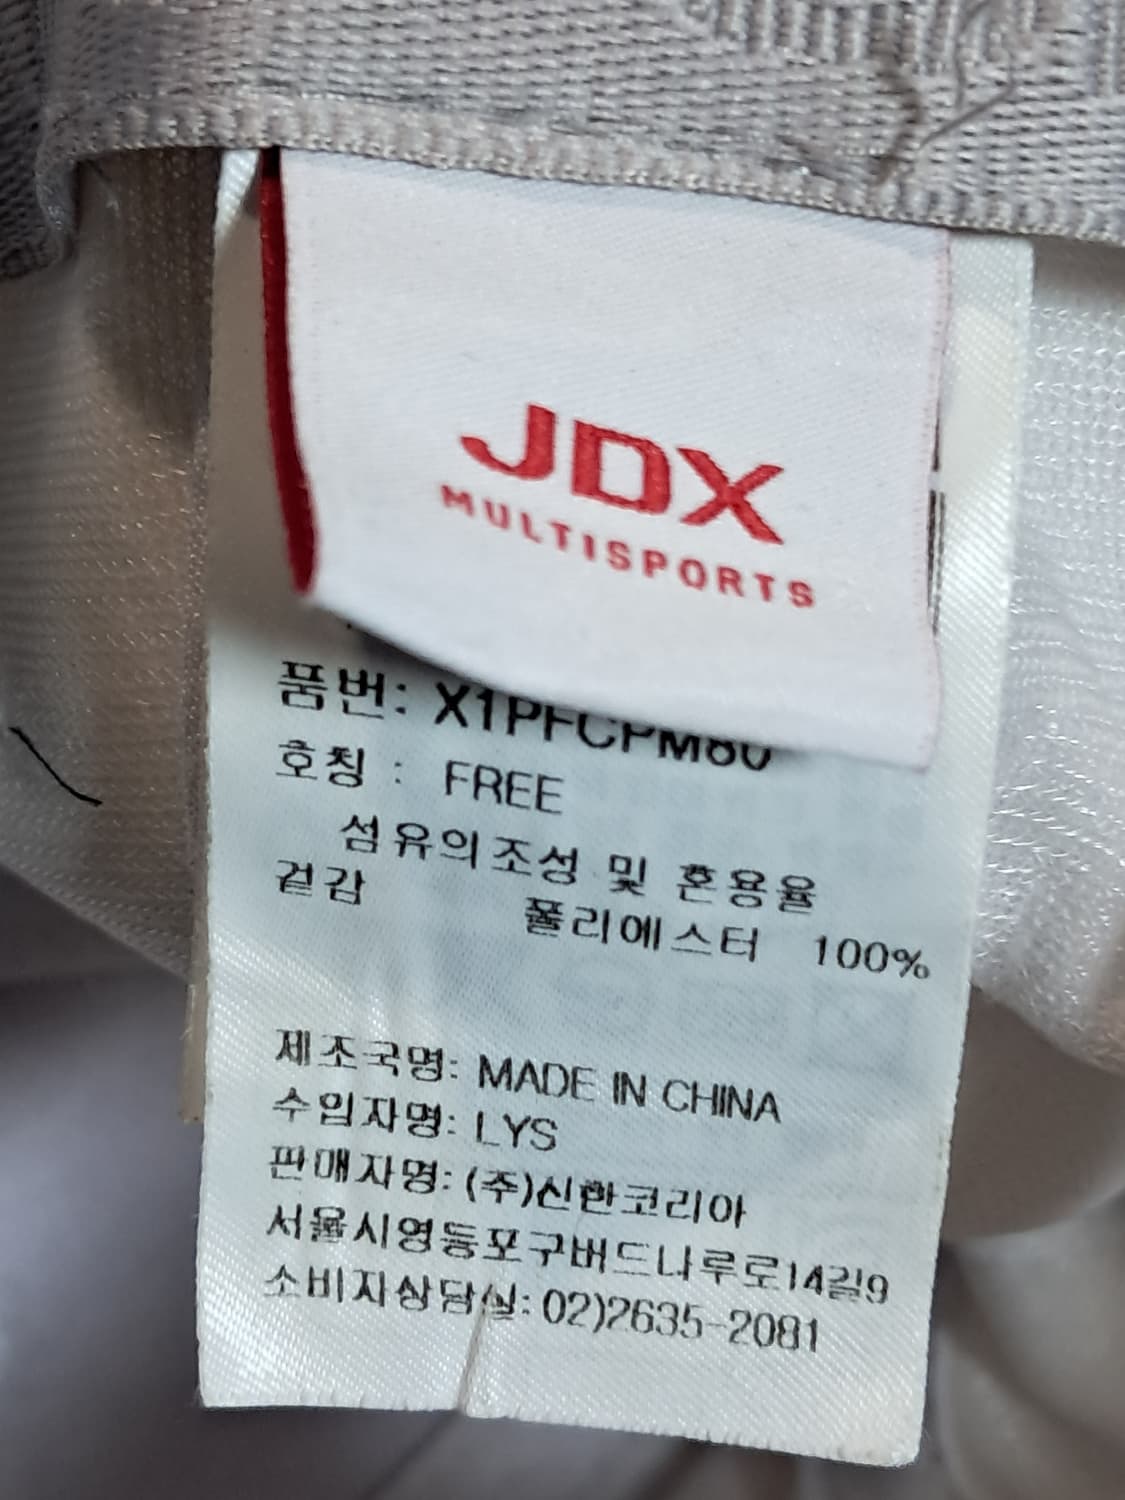 JDX
MULTISPORTS
품번:
호칭 : FREE
섬유의조성 및 혼용율
겉감 폴리에스터 100%
제조국명: MADE IN CHINA
수입자명: LYS
판매자명: (주)신한코리아
서울시영등포구버드나루로14길9
소비자상담실: 02)2635-2081